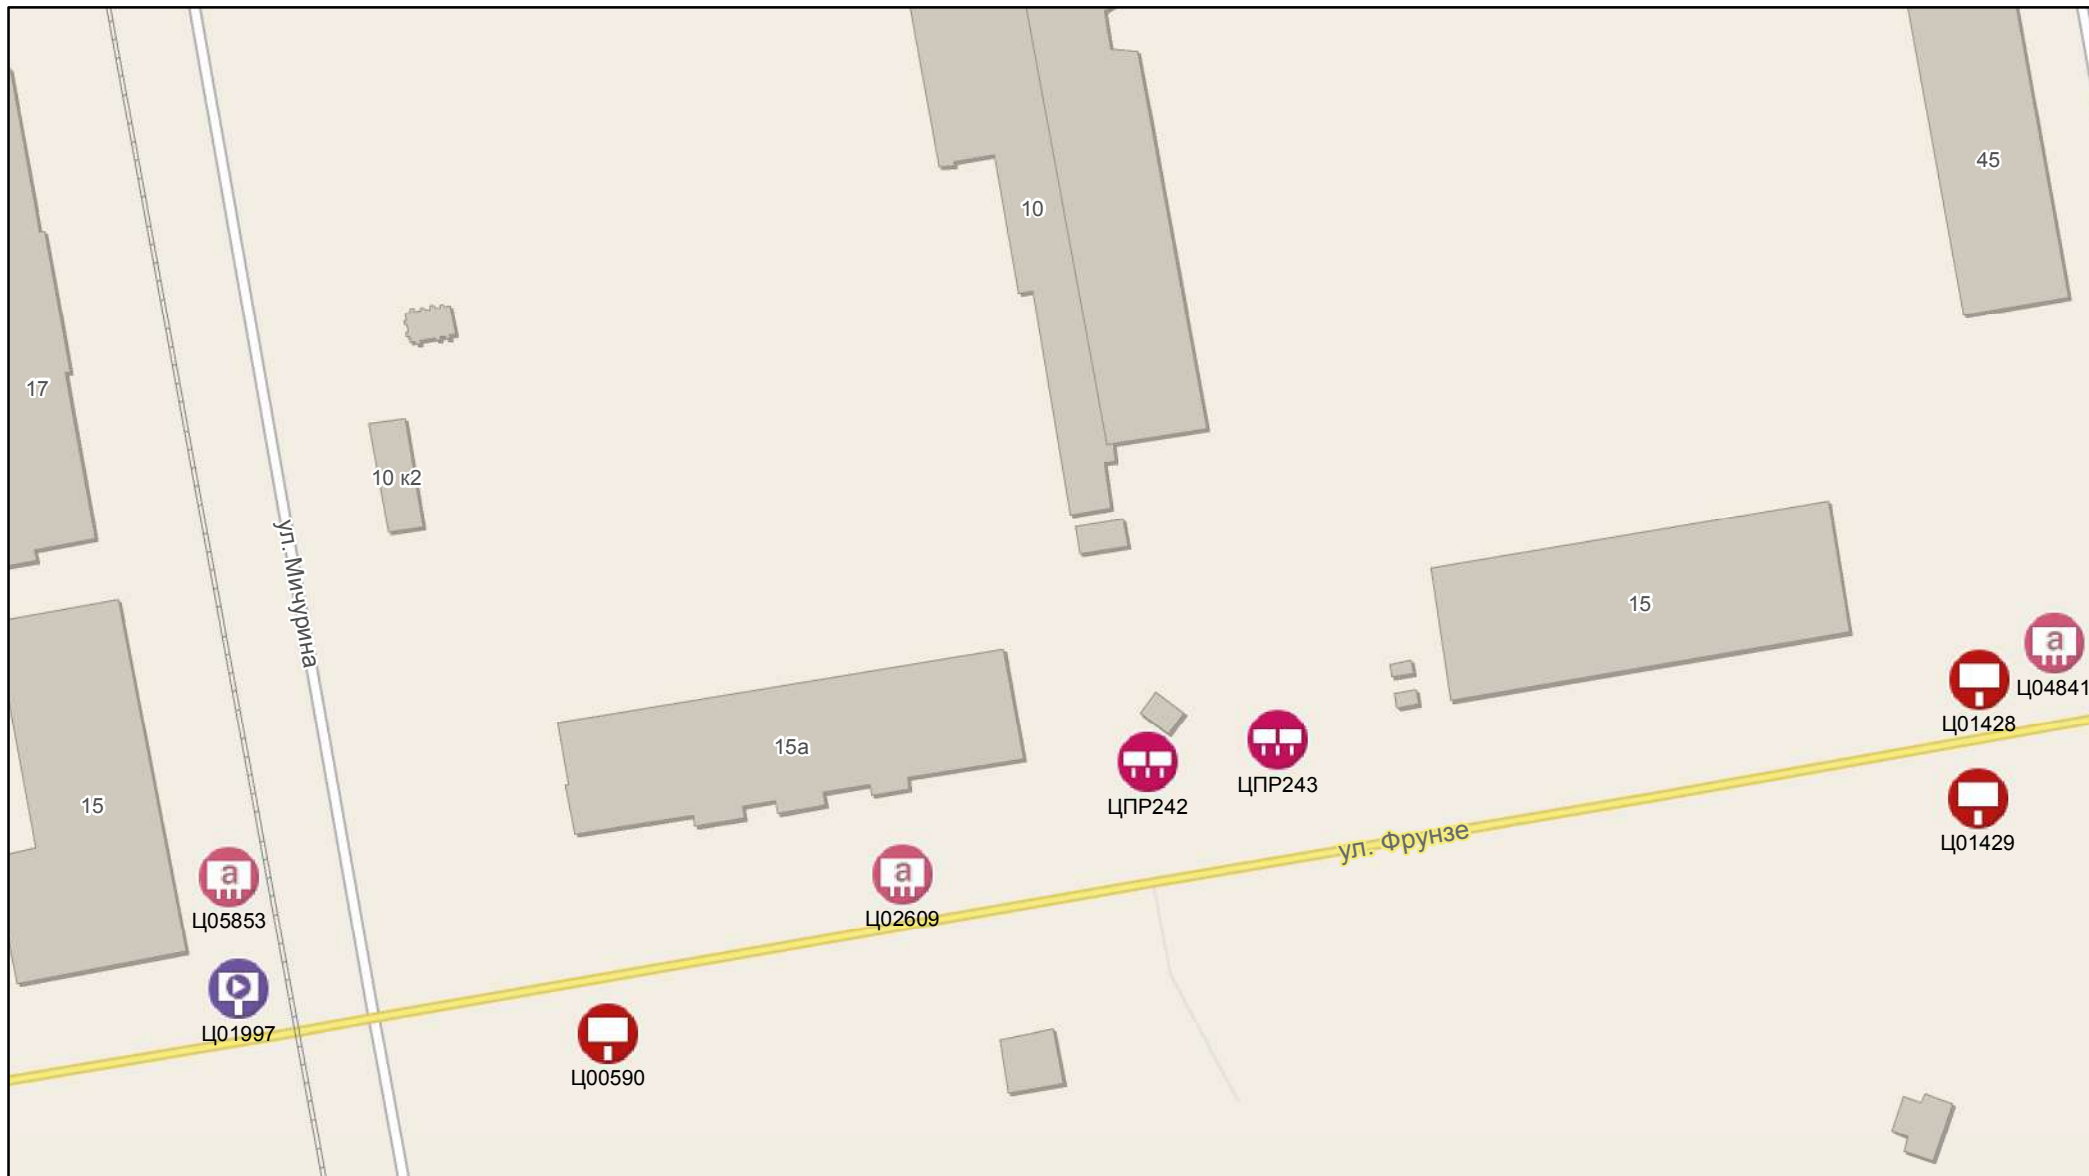 45
10
17
10 к2
ул. Мичурина
15
15а
15
a
Ц04841
Ц01428
ЦПР243
ЦПР242
Ц01429
ул. Фрунзе
a
Ц05853
a
Ц02609
Ц01997
Ц00590